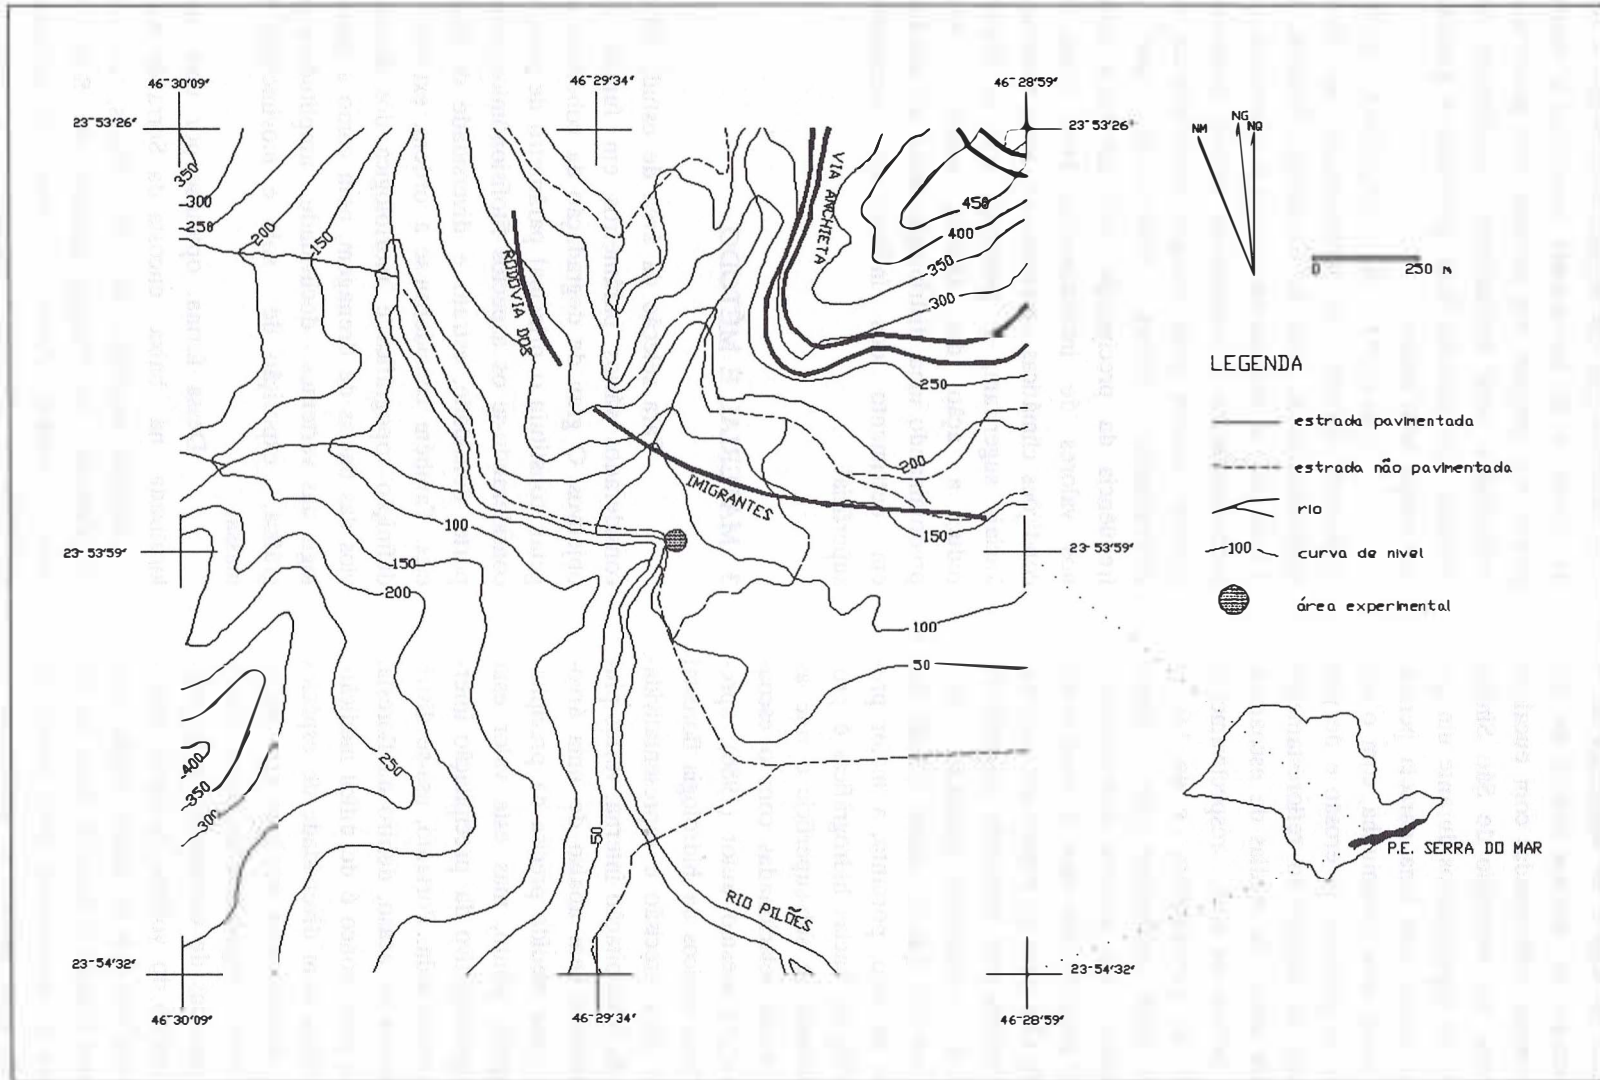 46°30'09" 46°29'34" 46°28'59"
23°53'26" 23°53'26"
NM NG NQ
350
300
250
200
150
RODOVIA DOS
VIA ANCHIETA
450
400
350
300
250
0 250 M
LEGENDA
estrada pavimentada
estrada não pavimentada
rio
100 curva de nivel
área experimental
200
IMIGRANTES
150
100
23°53'59" 23°53'59"
150
200
100
50
400
350
300
250
50
RIO PILÕES
P.E. SERRA DO MAR
23°54'32" 23°54'32"
46°30'09" 46°29'34" 46°28'59"